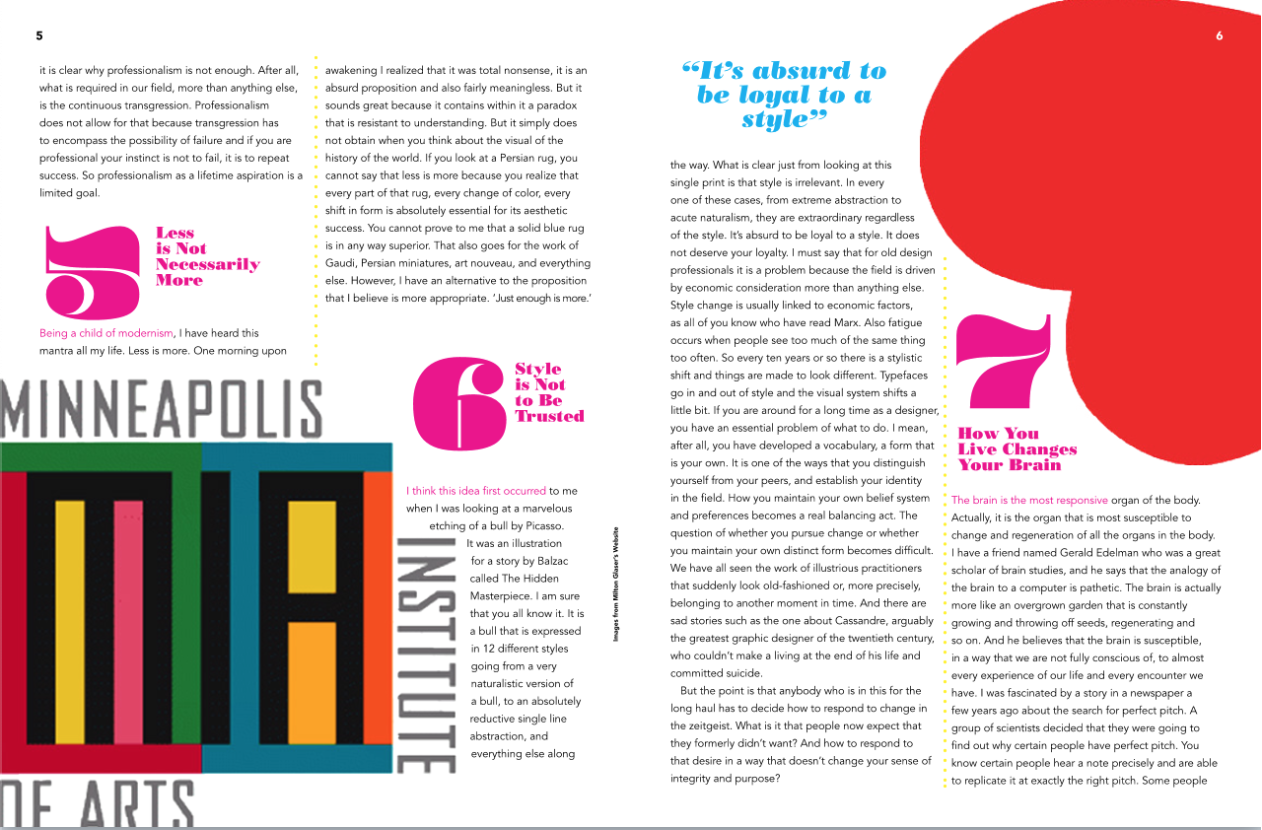 5
it is clear why professionalism is not enough. After all,
what is required in our field, more than anything else,
is the continuous transgression. Professionalism
does not allow for that because transgression has
to encompass the possibility of failure and if you are
professional your instinct is not to fail, it is to repeat
success. So professionalism as a lifetime aspiration is a
limited goal.
5
Less
is Not
Necessarily
More
Being a child of modernism, I have heard this
mantra all my life. Less is more. One morning upon
awakening I realized that it was total nonsense, it is an
absurd proposition and also fairly meaningless. But it
sounds great because it contains within it a paradox
that is resistant to understanding. But it simply does
not obtain when you think about the visual of the
history of the world. If you look at a Persian rug, you
cannot say that less is more because you realize that
every part of that rug, every change of color, every
shift in form is absolutely essential for its aesthetic
success. You cannot prove to me that a solid blue rug
is in any way superior. That also goes for the work of
Gaudi, Persian miniatures, art nouveau, and everything
else. However, I have an alternative to the proposition
that I believe is more appropriate. ‘Just enough is more.’
MINNEAPOLIS
MIA
INSTITUTE
OF ARTS
6
Style
is Not
to Be
Trusted
I think this idea first occurred to me
when I was looking at a marvelous
etching of a bull by Picasso.
It was an illustration
for a story by Balzac
called The Hidden
Masterpiece. I am sure
that you all know it. It is
a bull that is expressed
in 12 different styles
going from a very
naturalistic version of
a bull, to an absolutely
reductive single line
abstraction, and
everything else along
Images from Milton Glaser's Website
6
“It’s absurd to
be loyal to a
style”
the way. What is clear just from looking at this
single print is that style is irrelevant. In every
one of these cases, from extreme abstraction to
acute naturalism, they are extraordinary regardless
of the style. It’s absurd to be loyal to a style. It does
not deserve your loyalty. I must say that for old design
professionals it is a problem because the field is driven
by economic consideration more than anything else.
Style change is usually linked to economic factors,
as all of you know who have read Marx. Also fatigue
occurs when people see too much of the same thing
too often. So every ten years or so there is a stylistic
shift and things are made to look different. Typefaces
go in and out of style and the visual system shifts a
little bit. If you are around for a long time as a designer,
you have an essential problem of what to do. I mean,
after all, you have developed a vocabulary, a form that
is your own. It is one of the ways that you distinguish
yourself from your peers, and establish your identity
in the field. How you maintain your own belief system
and preferences becomes a real balancing act. The
question of whether you pursue change or whether
you maintain your own distinct form becomes difficult.
We have all seen the work of illustrious practitioners
that suddenly look old-fashioned or, more precisely,
belonging to another moment in time. And there are
sad stories such as the one about Cassandre, arguably
the greatest graphic designer of the twentieth century,
who couldn’t make a living at the end of his life and
committed suicide.
But the point is that anybody who is in this for the
long haul has to decide how to respond to change in
the zeitgeist. What is it that people now expect that
they formerly didn’t want? And how to respond to
that desire in a way that doesn’t change your sense of
integrity and purpose?
7
How You
Live Changes
Your Brain
The brain is the most responsive organ of the body.
Actually, it is the organ that is most susceptible to
change and regeneration of all the organs in the body.
I have a friend named Gerald Edelman who was a great
scholar of brain studies, and he says that the analogy of
the brain to a computer is pathetic. The brain is actually
more like an overgrown garden that is constantly
growing and throwing off seeds, regenerating and
so on. And he believes that the brain is susceptible,
in a way that we are not fully conscious of, to almost
every experience of our life and every encounter we
have. I was fascinated by a story in a newspaper a
few years ago about the search for perfect pitch. A
group of scientists decided that they were going to
find out why certain people have perfect pitch. You
know certain people hear a note precisely and are able
to replicate it at exactly the right pitch. Some people